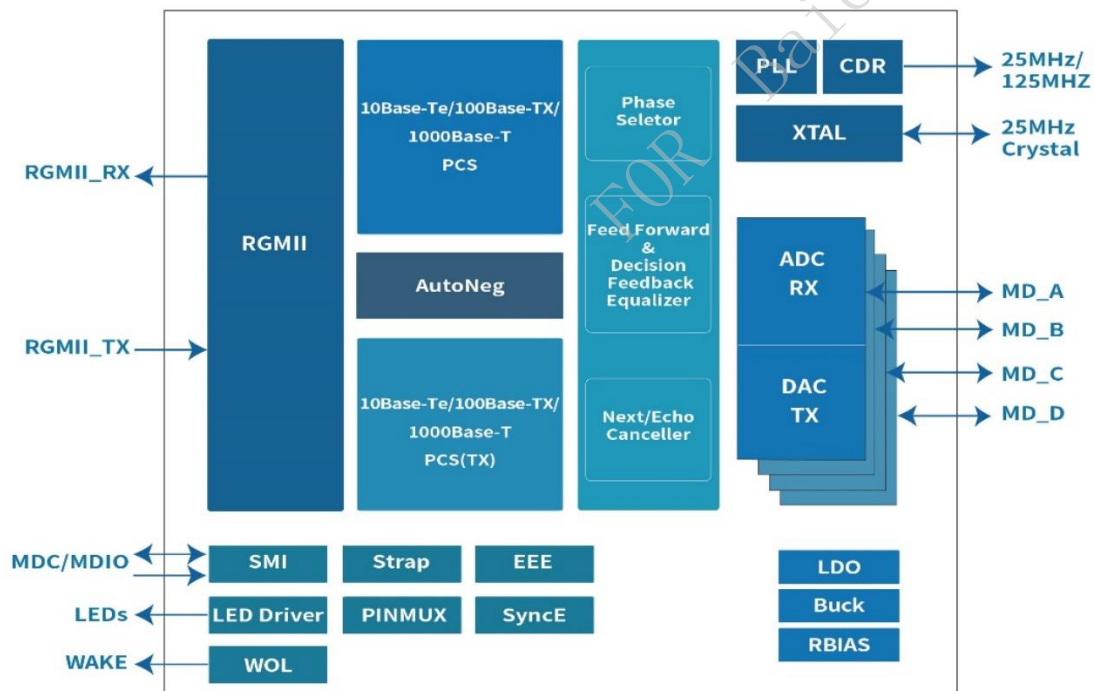 FOR Baid
PLL
CDR
25MHz/
125MHZ
XTAL
25MHz
Crystal
RGMII_RX
RGMII
RGMII_TX
10Base-Te/100Base-TX/
1000Base-T
PCS
AutoNeg
10Base-Te/100Base-TX/
1000Base-T
PCS(TX)
Phase
Seletor
Feed Forward
&
Decision
Feedback
Equalizer
Next/Echo
Canceller
ADC
RX
DAC
TX
MD_A
MD_B
MD_C
MD_D
MDC/MDIO
SMI
Strap
EEE
LEDs
LED Driver
PINMUX
SyncE
WAKE
WOL
LDO
Buck
RBIAS